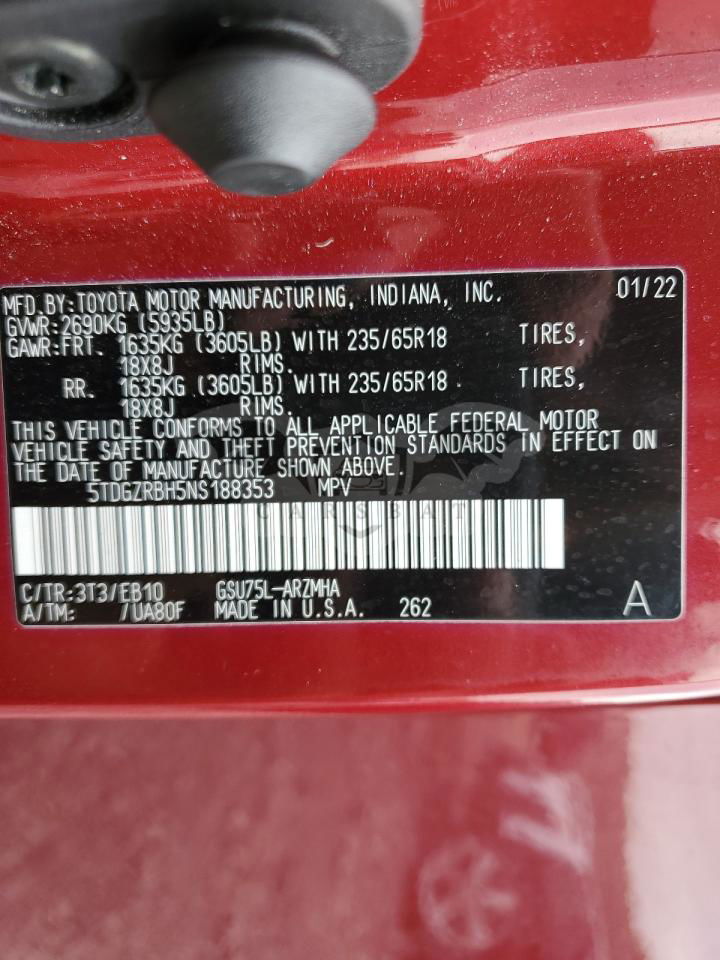 MFD.BY:TOYOTA MOTOR MANUFACTURING, INDIANA, INC. 01/22
GVWR:2690KG (5935LB)
GAWR:FRT. 1635KG (3605LB) WITH 235/65R18 TIRES,
18X8J RIMS.
RR. 1635KG (3605LB) WITH 235/65R18 . TIRES,
18X8J RIMS.
THIS VEHICLE CONFORMS TO ALL APPLICABLE FEDERAL MOTOR
VEHICLE SAFETY AND THEFT PREVENTION STANDARDS IN EFFECT ON
THE DATE OF MANUFACTURE SHOWN ABOVE.
5TDGZRBH5NS188353 MPV
CARSBAT
C/TR:3T3/EB10 GSU75L-ARZMHA
A/TM: /UA80F MADE IN U.S.A. 262 A